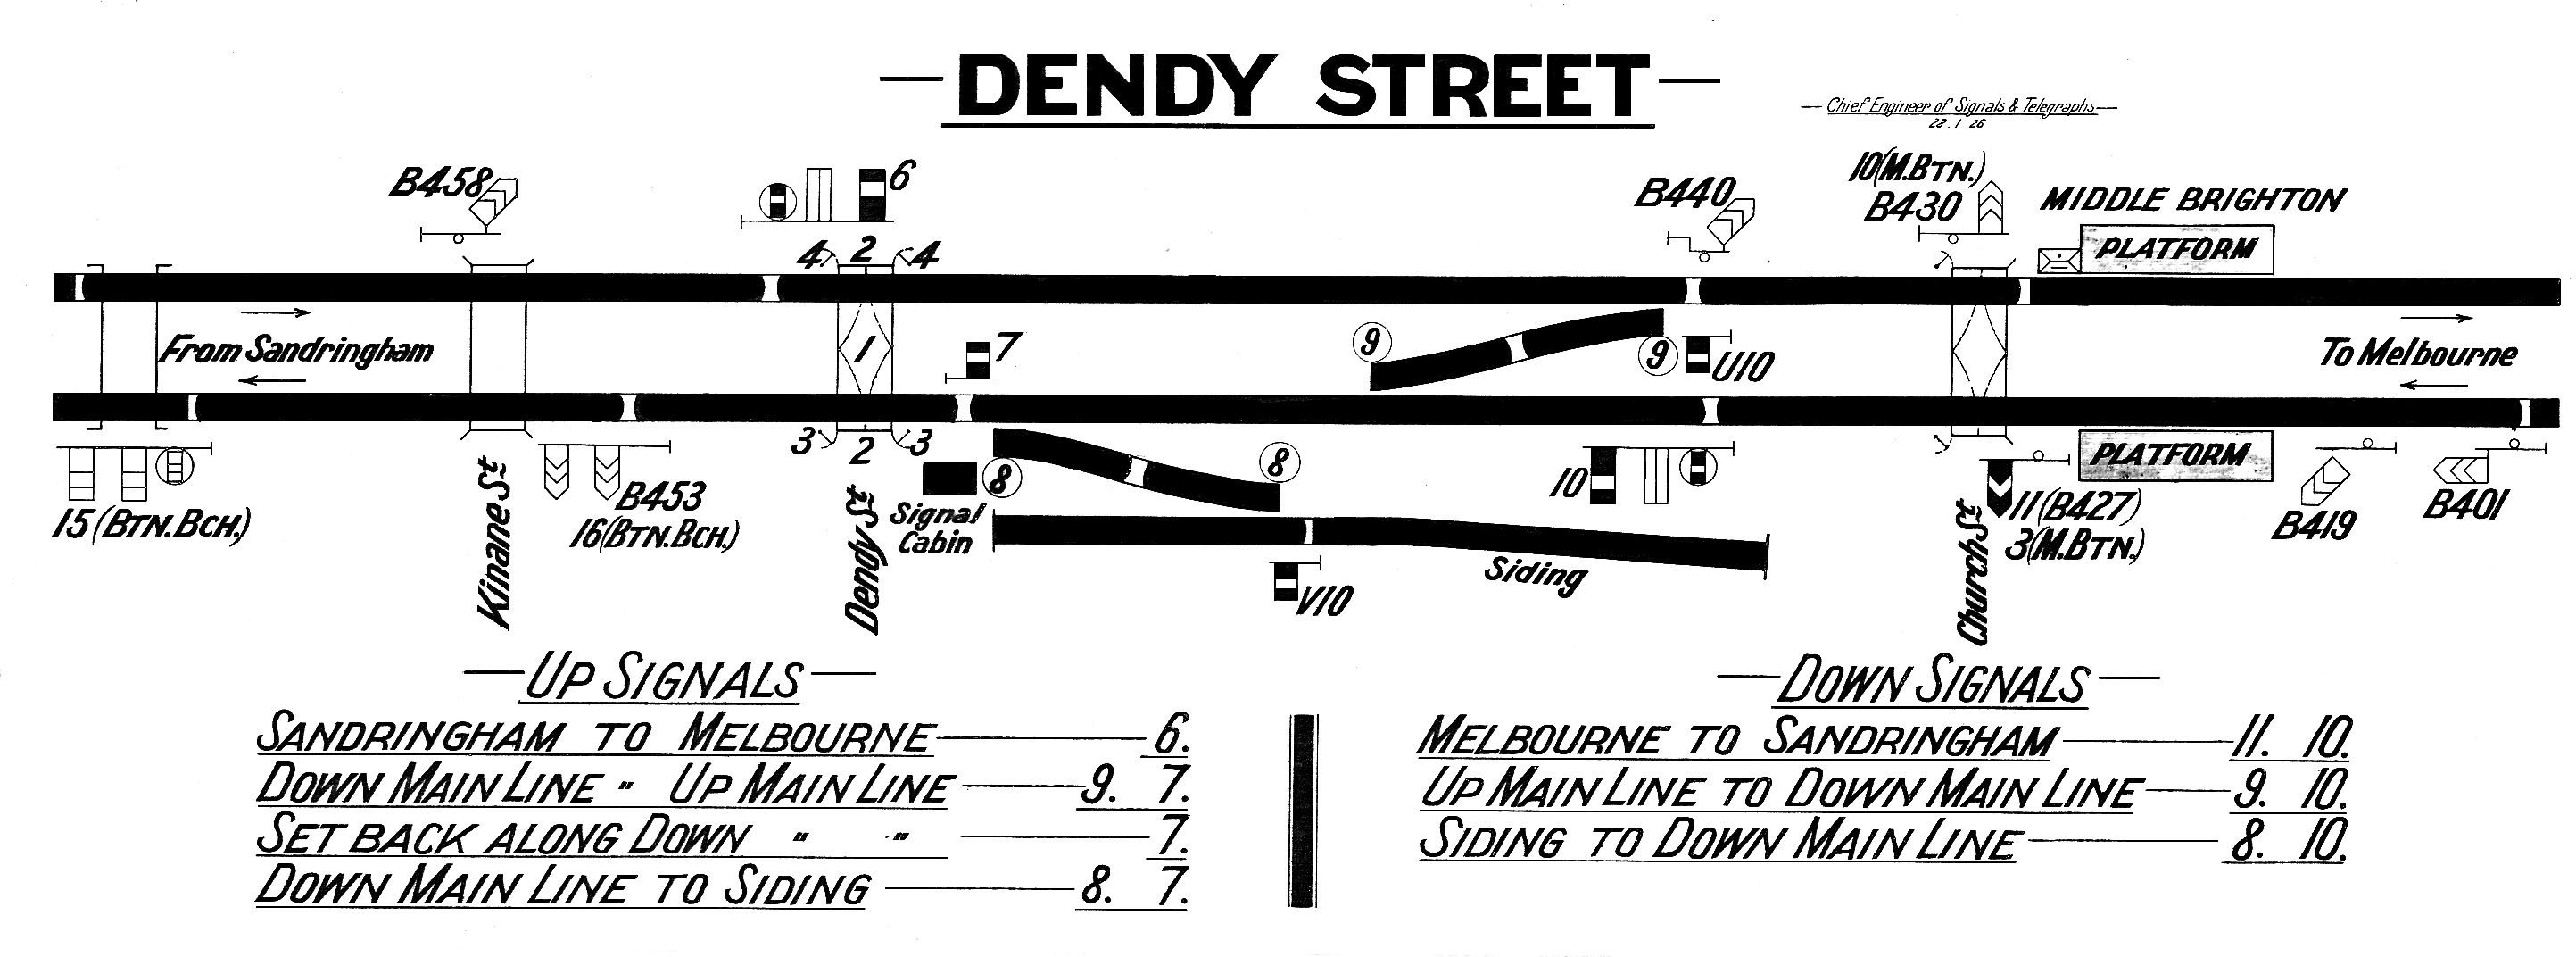 — DENDY STREET —
— Chief Engineer of Signals & Telegraphs —
28.1.26
B458
6
B440
10(M.BTN.)
B430
MIDDLE BRIGHTON
PLATFORM
4 2 4
From Sandringham
1
7
9
9
U10
To Melbourne
3 2 3
15 (BTN.BCH.)
Kinane St
B453
16(BTN.BCH.)
Dendy St
Signal
Cabin
8
8
10
V10
Siding
Church St
PLATFORM
11(B427)
3(M.BTN.)
B419
B401
— UP SIGNALS —
SANDRINGHAM TO MELBOURNE — 6.
DOWN MAIN LINE " UP MAIN LINE — 9. 7.
SET BACK ALONG DOWN " " — 7.
DOWN MAIN LINE TO SIDING — 8. 7.
— DOWN SIGNALS —
MELBOURNE TO SANDRINGHAM — 11. 10.
UP MAIN LINE TO DOWN MAIN LINE — 9. 10.
SIDING TO DOWN MAIN LINE — 8. 10.